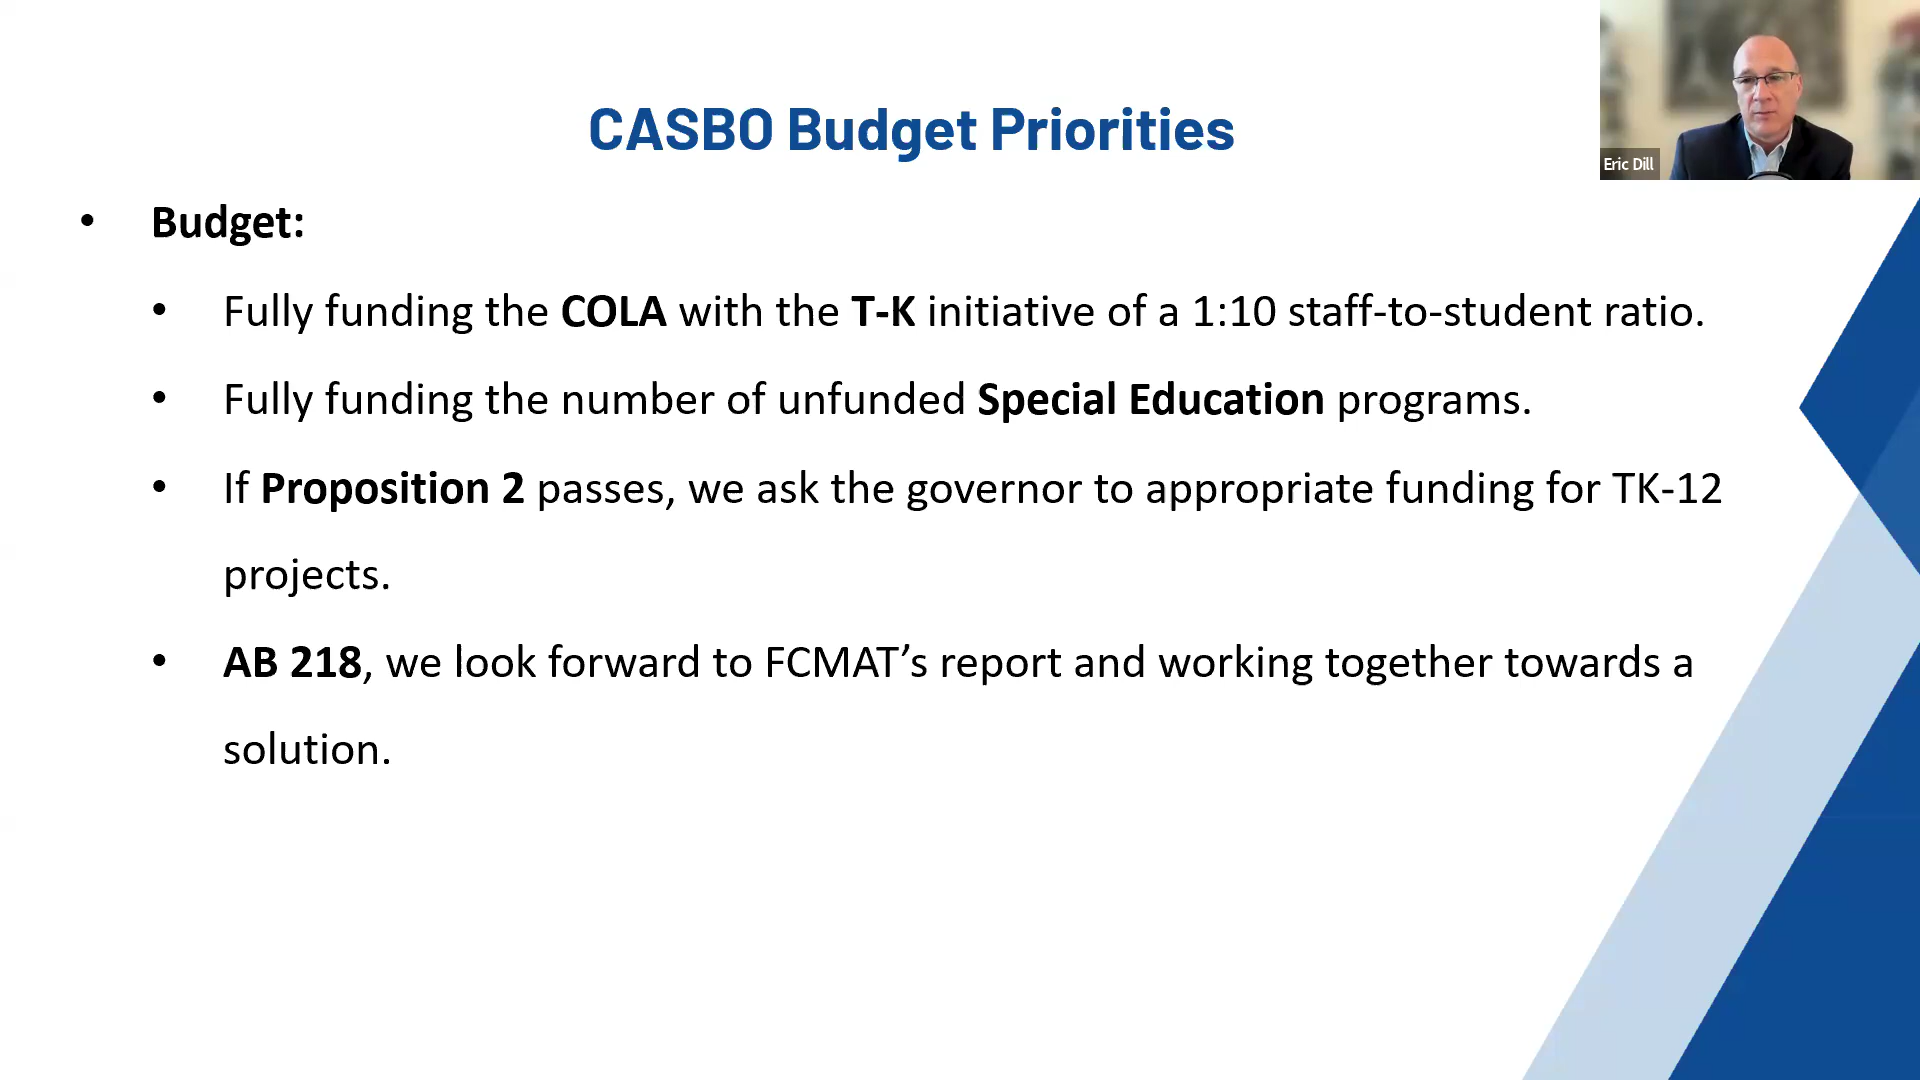 CASBO Budget Priorities
Eric Dill
• Budget:
• Fully funding the COLA with the T-K initiative of a 1:10 staff-to-student ratio.
• Fully funding the number of unfunded Special Education programs.
• If Proposition 2 passes, we ask the governor to appropriate funding for TK-12
projects.
• AB 218, we look forward to FCMAT’s report and working together towards a
solution.